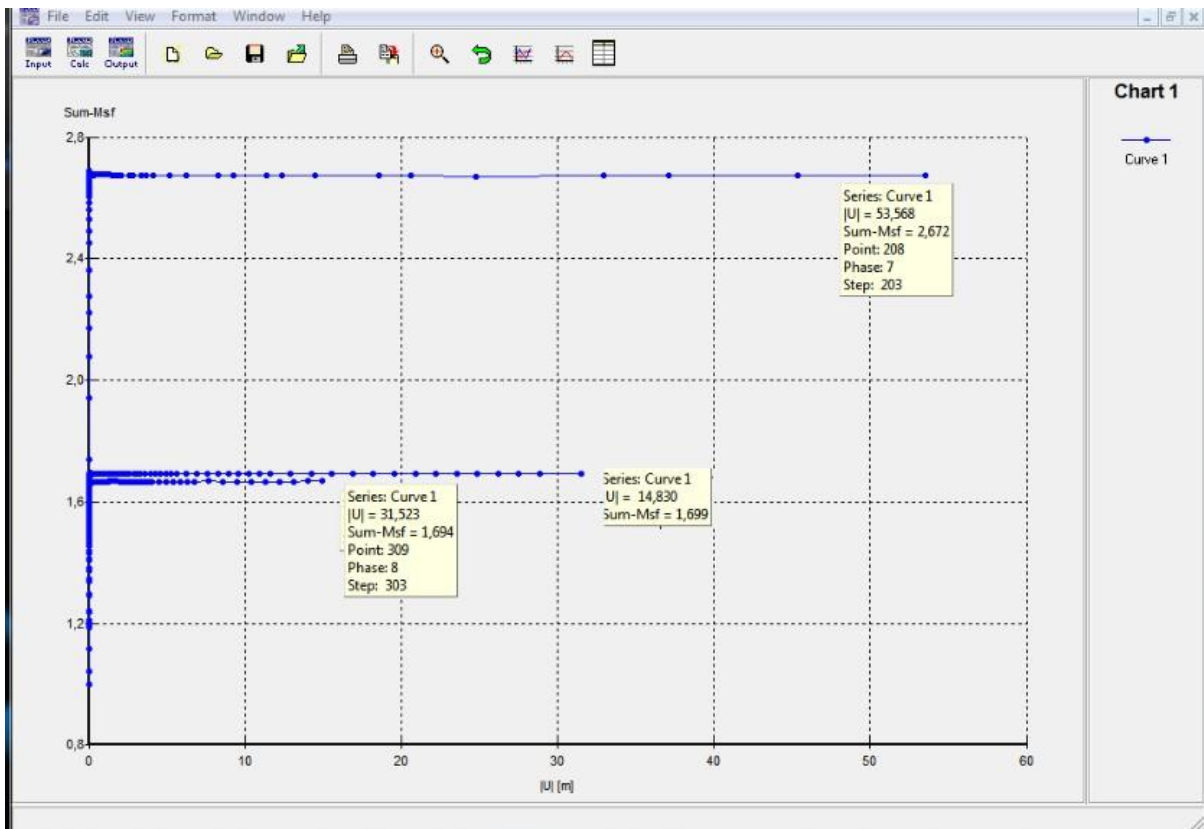 File Edit View Format Window Help
Input Calc Output
Chart 1
Curve 1
Sum-Msf
2,8
2,4
2,0
1,6
1,2
0,8
0 10 20 30 40 50 60
|U| [m]
Series: Curve 1
|U| = 53,568
Sum-Msf = 2,672
Point: 208
Phase: 7
Step: 203
Series: Curve 1
|U| = 31,523
Sum-Msf = 1,694
Point: 309
Phase: 8
Step: 303
Series: Curve 1
U| = 14,830
Sum-Msf = 1,699